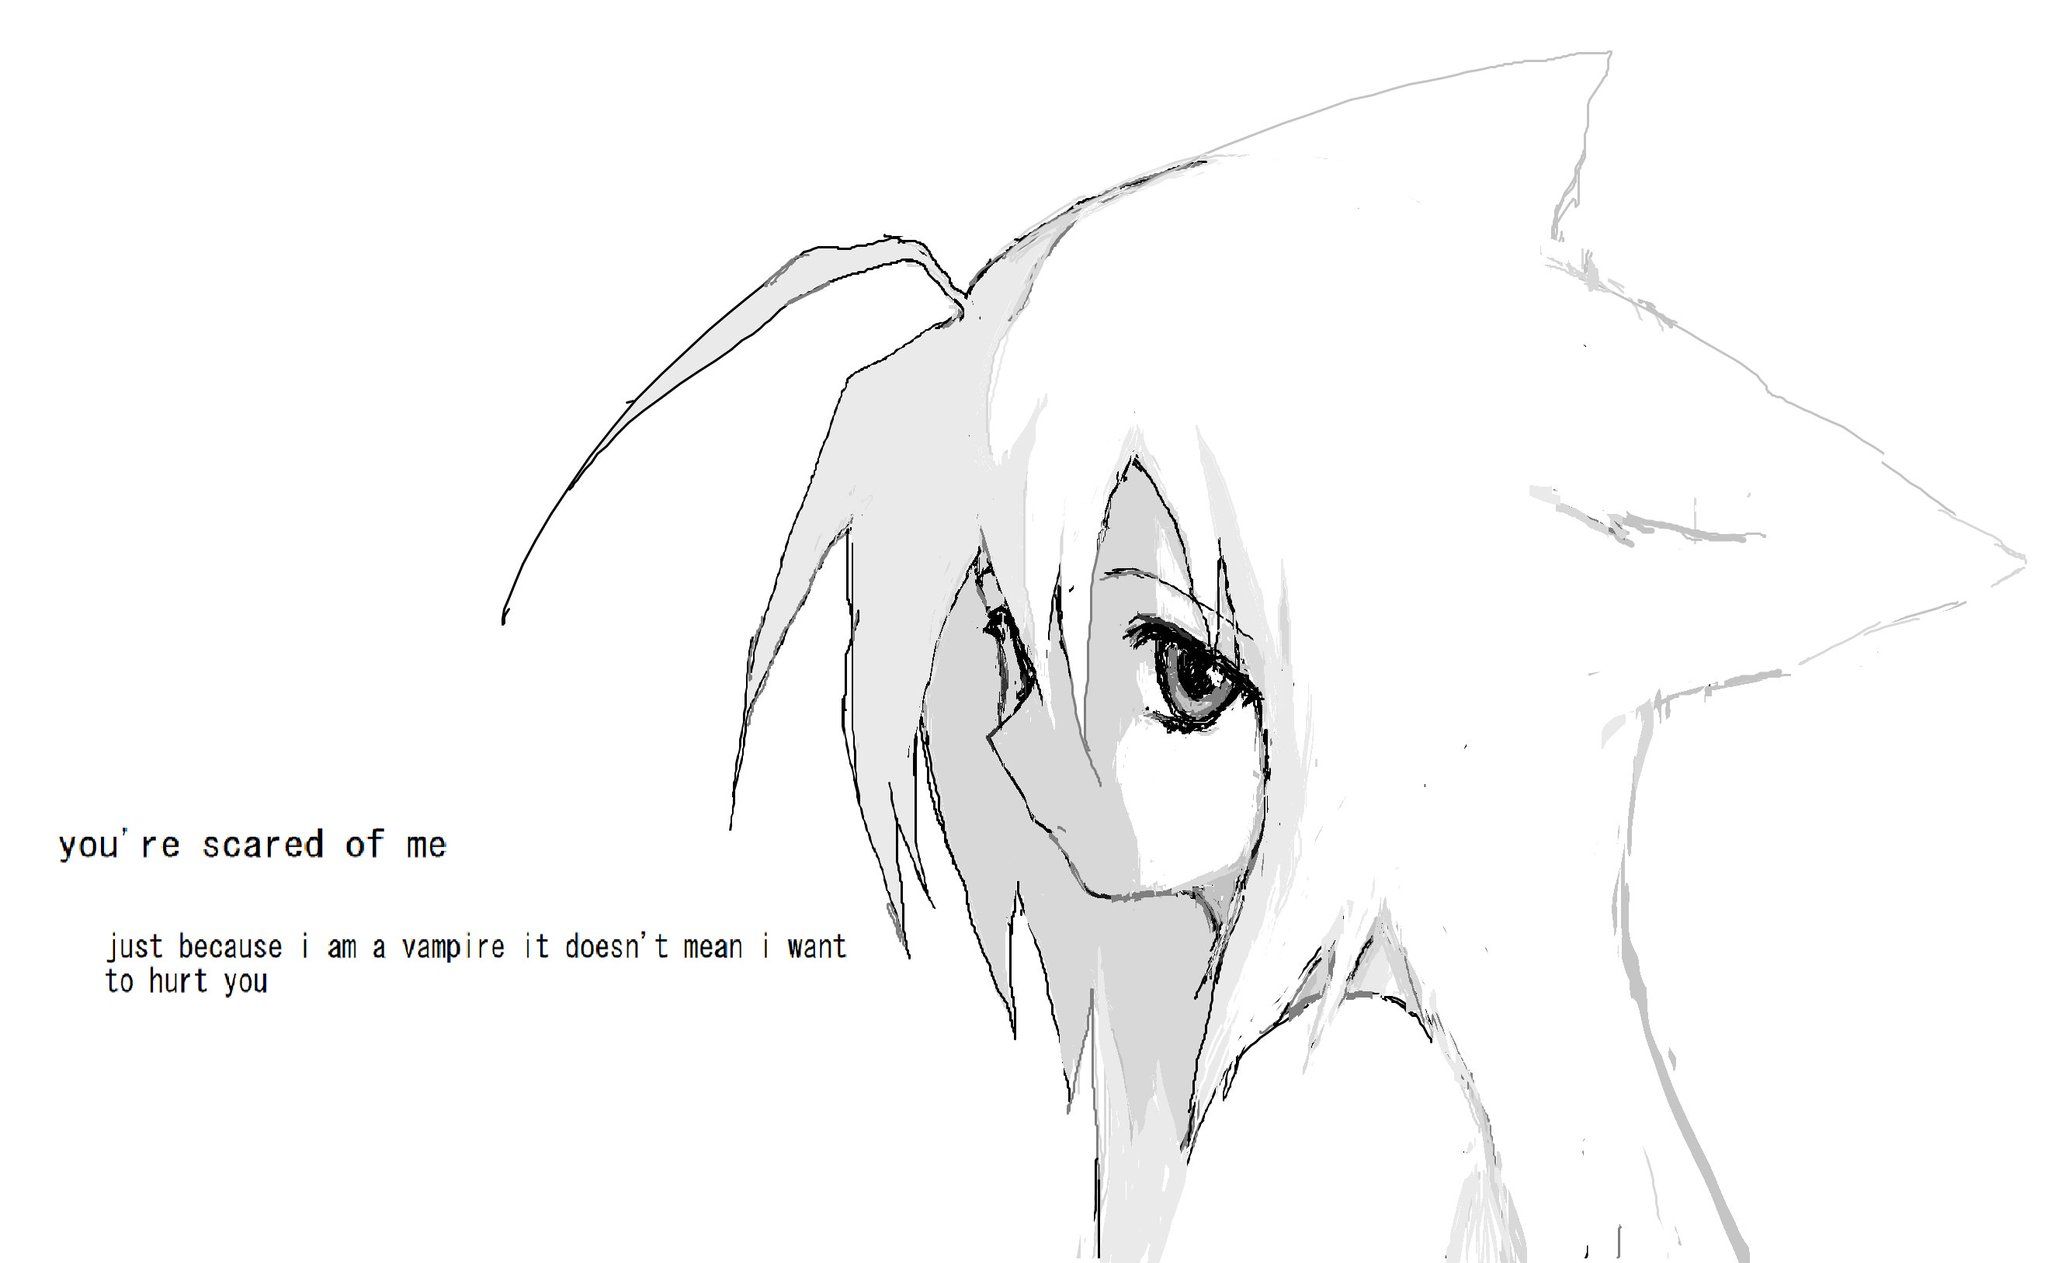 you're scared of me
just because i am a vampire it doesn't mean i want
to hurt you